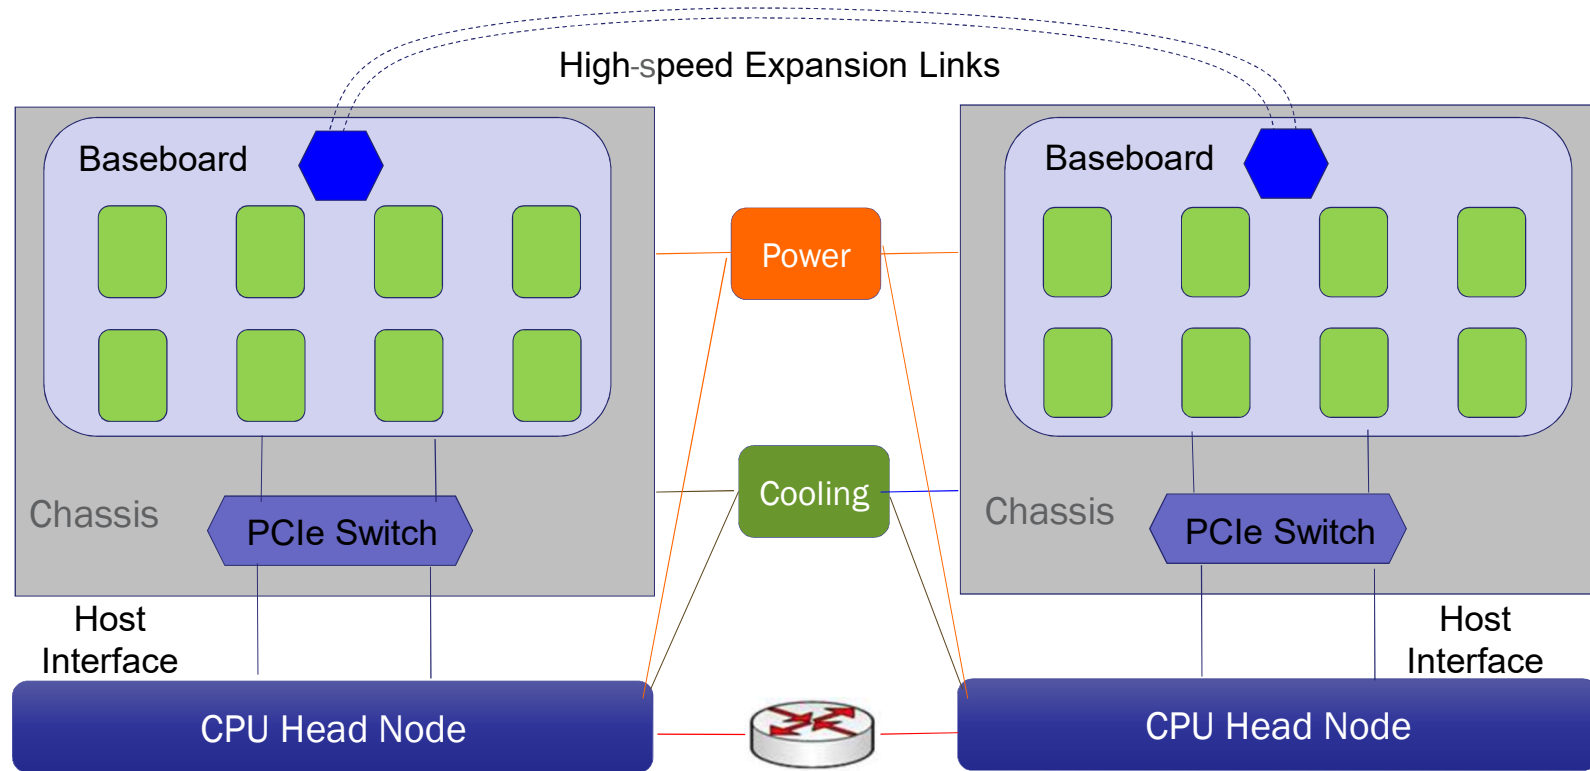 High-speed Expansion Links
Baseboard
Baseboard
Power
Cooling
Chassis
Chassis
PCIe Switch
PCIe Switch
Host
Interface
Host
Interface
CPU Head Node
CPU Head Node